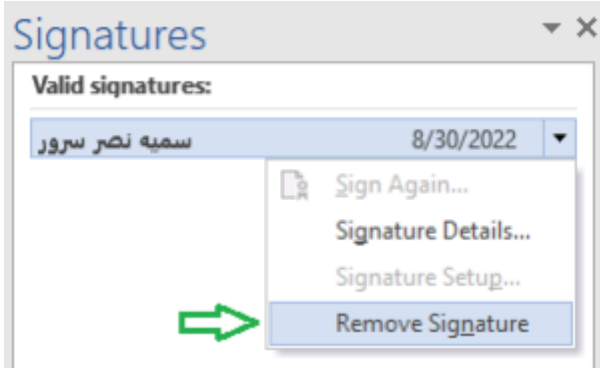 Signatures
Valid signatures:
سميه نصر سرور 8/30/2022
Sign Again...
Signature Details...
Signature Setup...
Remove Signature